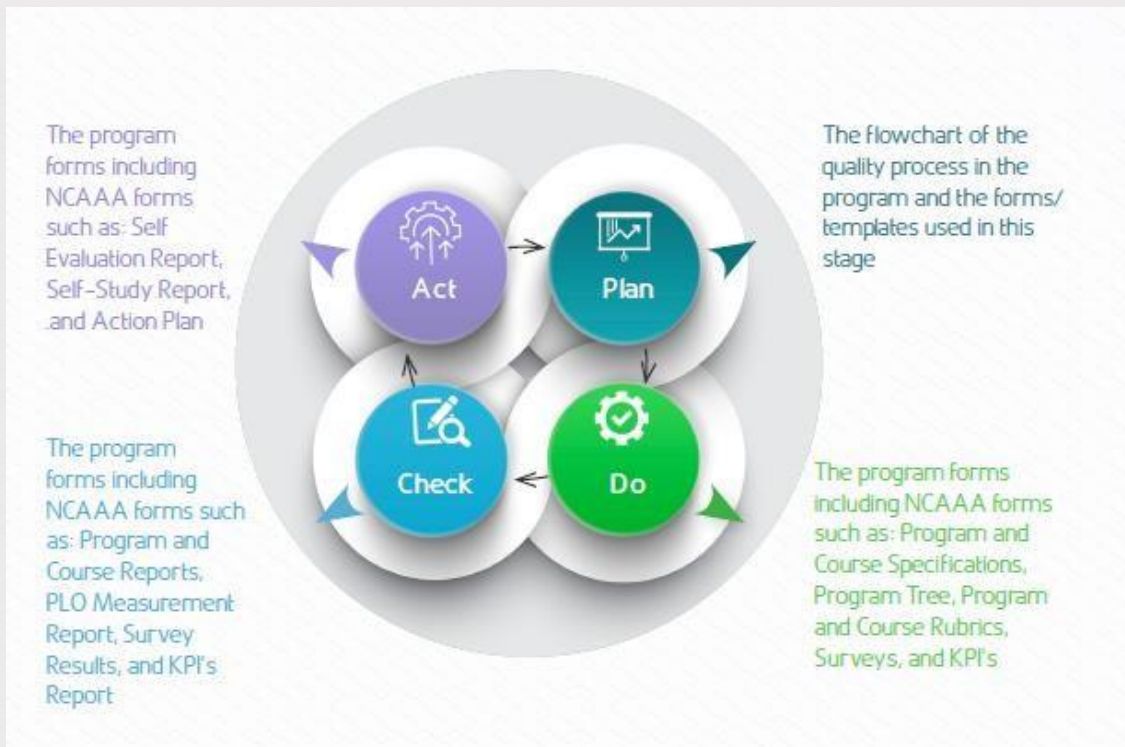 The program
forms including
NCAAA forms
such as: Self
Evaluation Report,
Self-Study Report,
.and Action Plan
Act
Plan
The flowchart of the
quality process in the
program and the forms/
templates used in this
stage
The program
forms including
NCAAA forms such
as: Program and
Course Reports,
PLO Measurement
Report, Survey
Results, and KPI's
Report
Check
Do
The program forms
including NCAAA forms
such as: Program and
Course Specifications,
Program Tree, Program
and Course Rubrics,
Surveys, and KPI's